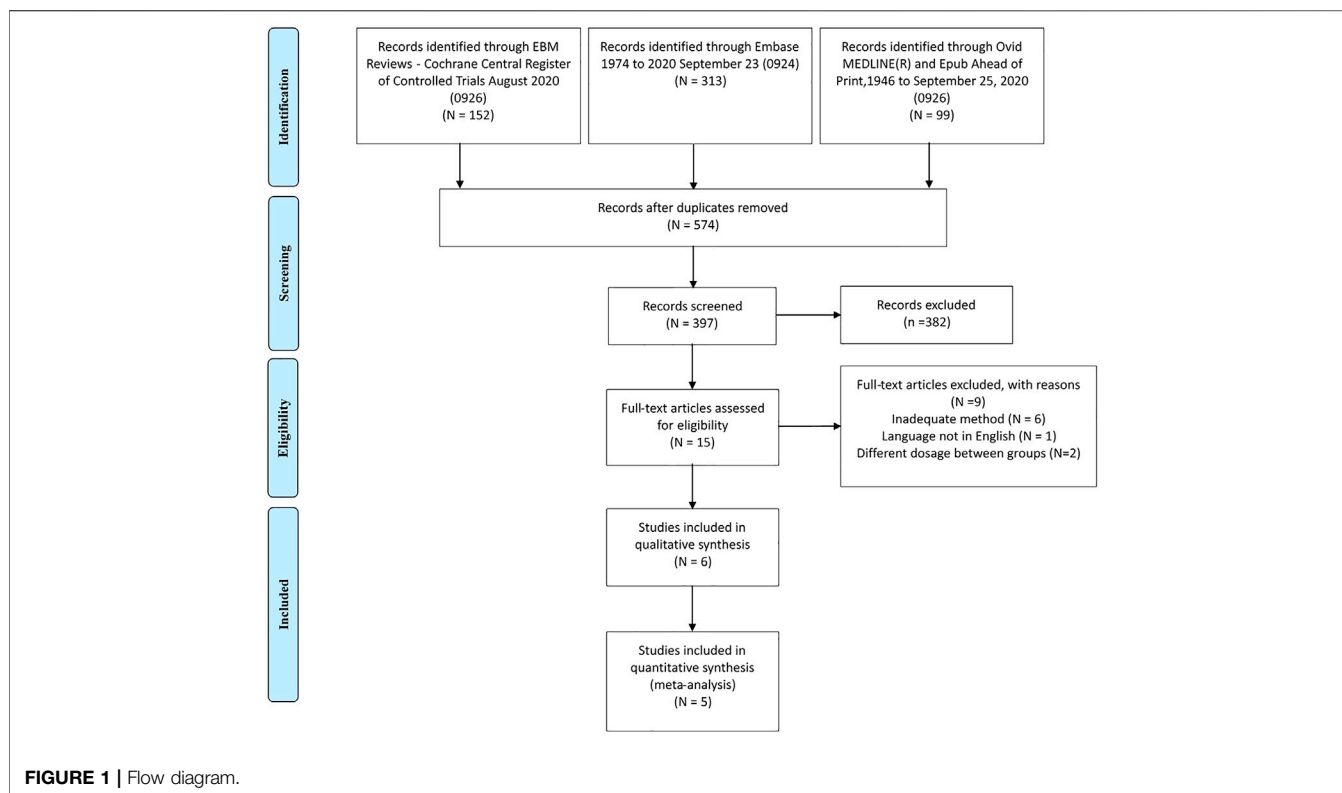 Identification
Records identified through EBM
Reviews - Cochrane Central Register
of Controlled Trials August 2020
(0926)
(N = 152)
Records identified through Embase
1974 to 2020 September 23 (0924)
(N = 313)
Records identified through Ovid
MEDLINE(R) and Epub Ahead of
Print,1946 to September 25, 2020
(0926)
(N = 99)
Screening
Records after duplicates removed
(N = 574)
Records screened
(N = 397)
Records excluded
(n =382)
Eligibility
Full-text articles assessed
for eligibility
(N = 15)
Full-text articles excluded, with reasons
(N =9)
Inadequate method (N = 6)
Language not in English (N = 1)
Different dosage between groups (N=2)
Included
Studies included in
qualitative synthesis
(N = 6)
Studies included in
quantitative synthesis
(meta-analysis)
(N = 5)
FIGURE 1 | Flow diagram.